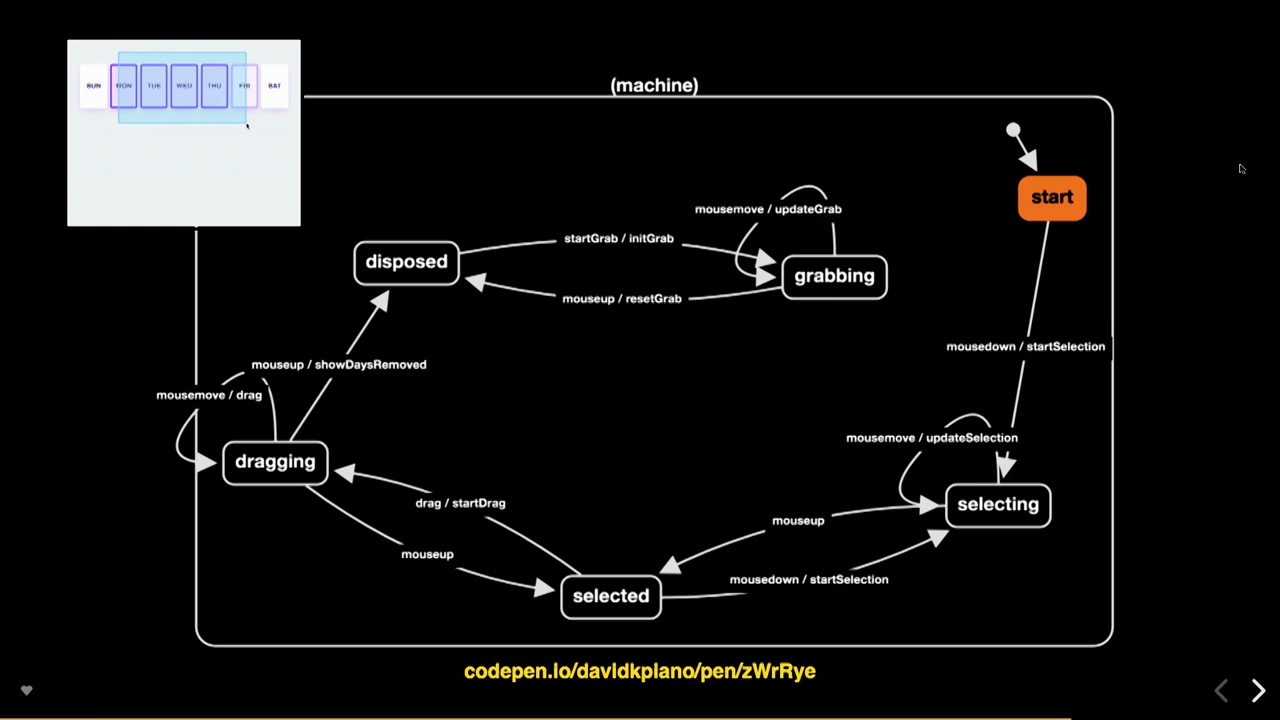 (machine)
SUN MON TUE WED THU FRI SAT
start
mousemove / updateGrab
startGrab / initGrab
disposed
grabbing
mouseup / resetGrab
mousedown / startSelection
mouseup / showDaysRemoved
mousemove / drag
mousemove / updateSelection
dragging
drag / startDrag
selecting
mouseup
mouseup
mousedown / startSelection
selected
codepen.io/davidkpiano/pen/zWrRye